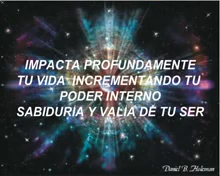 IMPACTA PROFUNDAMENTE
TU VIDA INCREMENTANDO TU
PODER INTERNO
SABIDURIA Y VALIA DE TU SER
Daniel B. Holeman